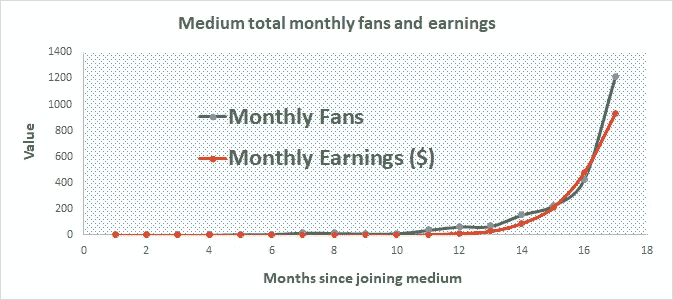 Medium total monthly fans and earnings
1400
1200
1000
800
600
400
200
0
Value
Monthly Fans
Monthly Earnings ($)
0 2 4 6 8 10 12 14 16 18
Months since joining medium